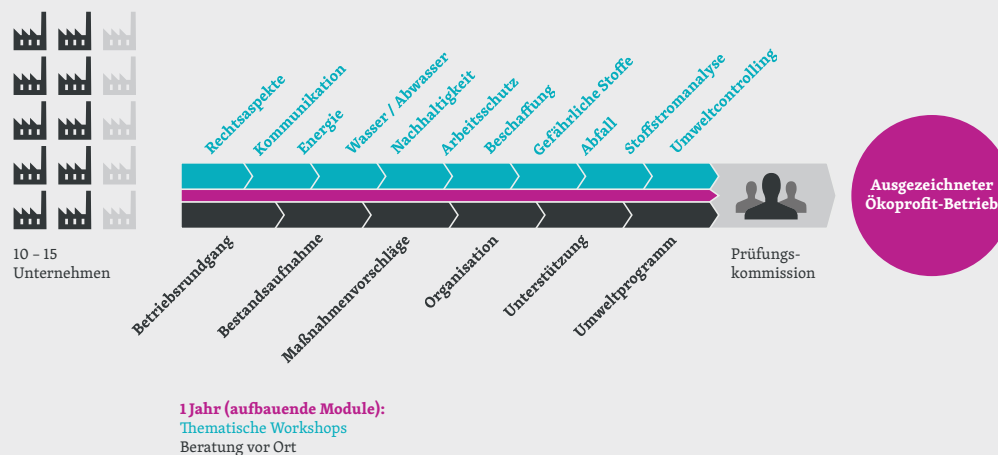 Rechtsaspekte
Kommunikation
Energie
Wasser / Abwasser
Nachhaltigkeit
Arbeitsschutz
Beschaffung
Gefährliche Stoffe
Abfall
Stoffstromanalyse
Umweltcontrolling
Ausgezeichneter
Ökoprofit-Betrieb
10 – 15
Unternehmen
Betriebsrundgang
Bestandsaufnahme
Maßnahmenvorschläge
Organisation
Unterstützung
Umweltprogramm
Prüfungs-
kommission
1 Jahr (aufbauende Module):
Thematische Workshops
Beratung vor Ort